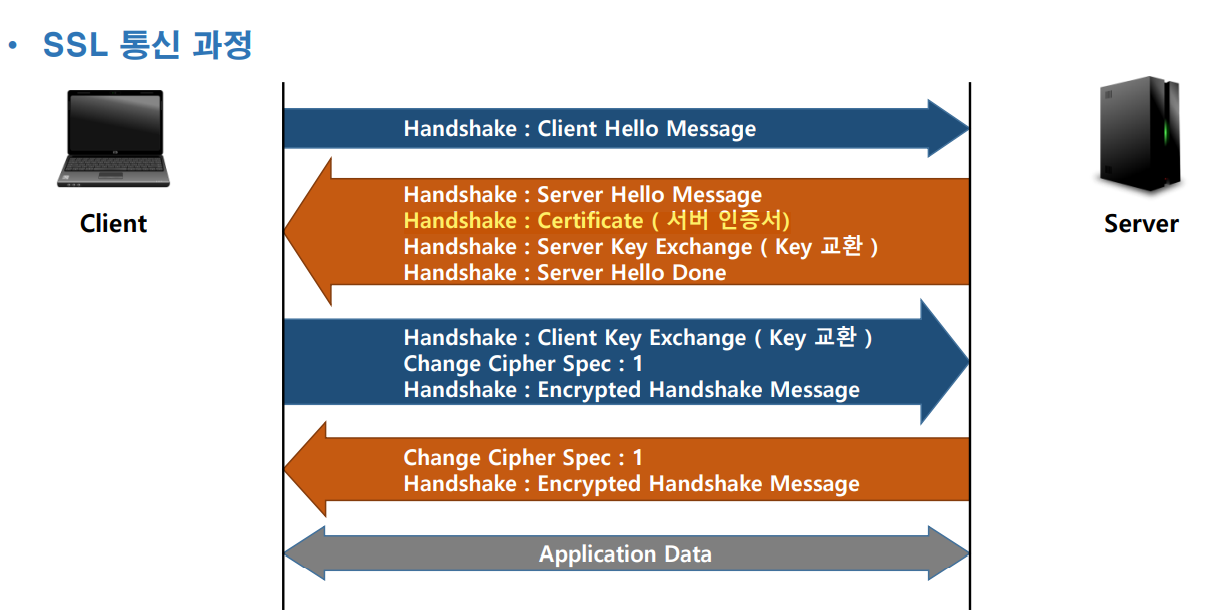 • SSL 통신 과정
Handshake : Client Hello Message
Client
Server
Handshake : Server Hello Message
Handshake : Certificate ( 서버 인증서)
Handshake : Server Key Exchange ( Key 교환 )
Handshake : Server Hello Done
Handshake : Client Key Exchange ( Key 교환 )
Change Cipher Spec : 1
Handshake : Encrypted Handshake Message
Change Cipher Spec : 1
Handshake : Encrypted Handshake Message
Application Data